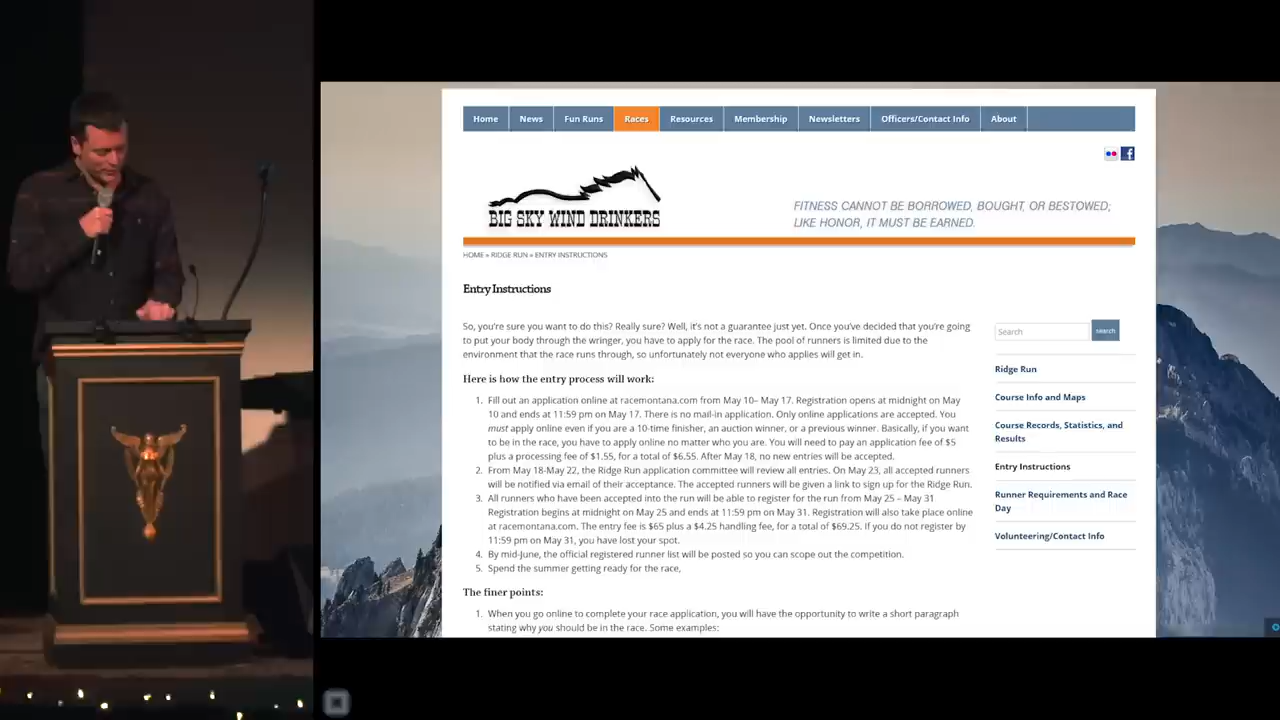 Home News Fun Runs Races Resources Membership Newsletters Officers/Contact Info About
BIG SKY WIND DRINKERS
FITNESS CANNOT BE BORROWED, BOUGHT, OR BESTOWED;
LIKE HONOR, IT MUST BE EARNED.
HOME » RIDGE RUN » ENTRY INSTRUCTIONS
Entry Instructions
So, you're sure you want to do this? Really sure? Well, it's not a guarantee just yet. Once you've decided that you're going
to put your body through the wringer, you have to apply for the race. The pool of runners is limited due to the
environment that the race runs through, so unfortunately not everyone who applies will get in.
Here is how the entry process will work:
1. Fill out an application online at racemontana.com from May 10– May 17. Registration opens at midnight on May
10 and ends at 11:59 pm on May 17. There is no mail-in application. Only online applications are accepted. You
must apply online even if you are a 10-time finisher, an auction winner, or a previous winner. Basically, if you want
to be in the race, you have to apply online no matter who you are. You will need to pay an application fee of $5
plus a processing fee of $1.55, for a total of $6.55. After May 18, no new entries will be accepted.
2. From May 18-May 22, the Ridge Run application committee will review all entries. On May 23, all accepted runners
will be notified via email of their acceptance. The accepted runners will be given a link to sign up for the Ridge Run.
3. All runners who have been accepted into the run will be able to register for the run from May 25 – May 31
Registration begins at midnight on May 25 and ends at 11:59 pm on May 31. Registration will also take place online
at racemontana.com. The entry fee is $65 plus a $4.25 handling fee, for a total of $69.25. If you do not register by
11:59 pm on May 31, you have lost your spot.
4. By mid-June, the official registered runner list will be posted so you can scope out the competition.
5. Spend the summer getting ready for the race,
The finer points:
1. When you go online to complete your race application, you will have the opportunity to write a short paragraph
stating why you should be in the race. Some examples:
Search search
Ridge Run
Course Info and Maps
Course Records, Statistics, and
Results
Entry Instructions
Runner Requirements and Race
Day
Volunteering/Contact Info